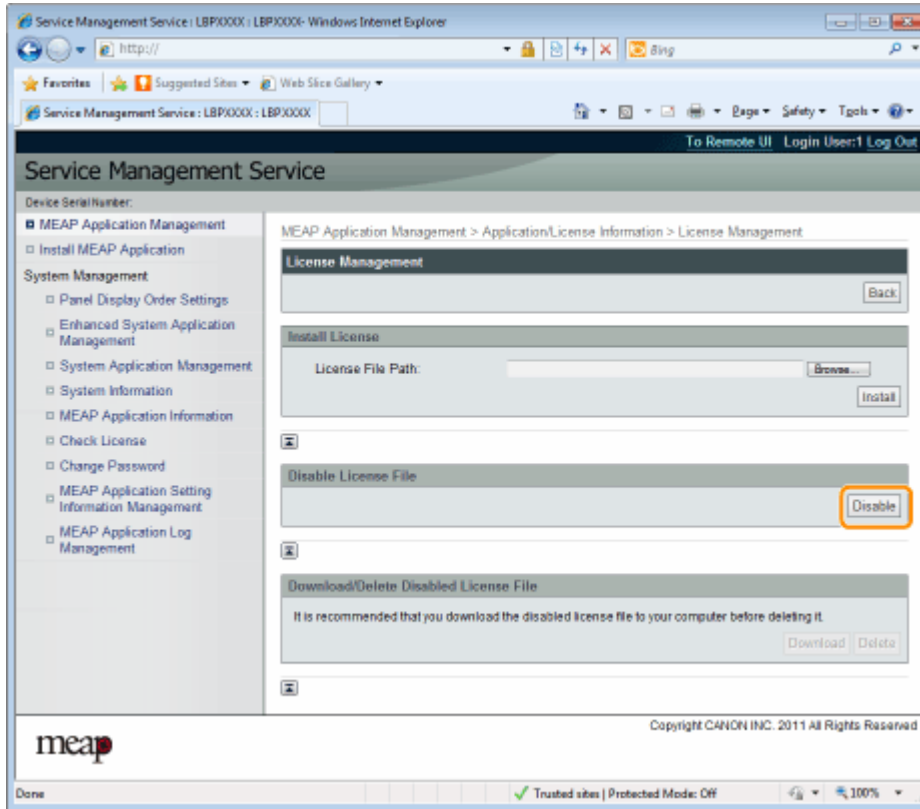 Service Management Service : LBPXXXX : LBPXXXX- Windows Internet Explorer
http://
Bing
Favorites Suggested Sites Web Slice Gallery
Service Management Service : LBPXXXX : LBPXXXX
Page Safety Tools
To Remote UI Login User:1 Log Out
Service Management Service
Device Serial Number:
MEAP Application Management
Install MEAP Application
System Management
Panel Display Order Settings
Enhanced System Application
Management
System Application Management
System Information
MEAP Application Information
Check License
Change Password
MEAP Application Setting
Information Management
MEAP Application Log
Management
MEAP Application Management > Application/License Information > License Management
License Management
Back
Install License
License File Path:
Browse...
Install
Disable License File
Disable
Download/Delete Disabled License File
It is recommended that you download the disabled license file to your computer before deleting it.
Download Delete
meap
Copyright CANON INC. 2011 All Rights Reserved
Done
Trusted sites | Protected Mode: Off
100%